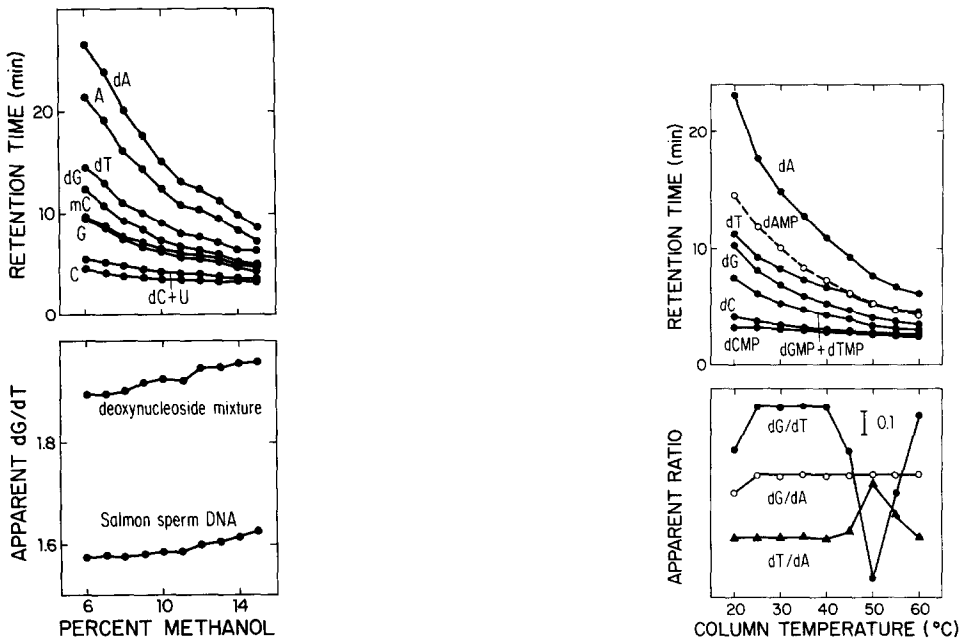 RETENTION TIME (min)
20
10
0
dA
A
dT
dG
mC
G
C
dC+U
APPARENT dG/dT
1.8
1.6
deoxynucleoside mixture
Salmon sperm DNA
6
10
14
PERCENT METHANOL
RETENTION TIME (min)
20
10
0
dA
dAMP
dT
dG
dC
dCMP
dGMP+dTMP
APPARENT RATIO
dG/dT
0.1
dG/dA
dT/dA
20
30
40
50
60
COLUMN TEMPERATURE (°C)